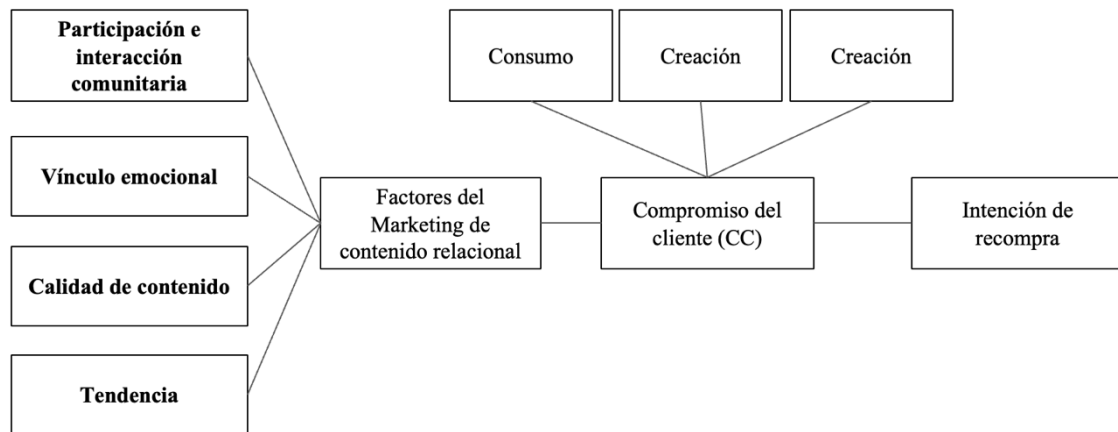 Participación e
interacción
comunitaria
Vínculo emocional
Calidad de contenido
Tendencia
Factores del
Marketing de
contenido relacional
Consumo
Creación
Creación
Compromiso del
cliente (CC)
Intención de
recompra